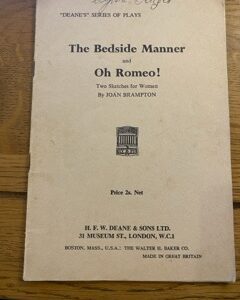 "DEANE'S" SERIES OF PLAYS
The Bedside Manner
and
Oh Romeo!
Two Sketches for Women
By JOAN BRAMPTON
Price 2s. Net
H. F. W. DEANE & SONS LTD.
31 MUSEUM ST., LONDON, W.C.1
BOSTON, MASS., U.S.A.: THE WALTER H. BAKER CO.
MADE IN GREAT BRITAIN